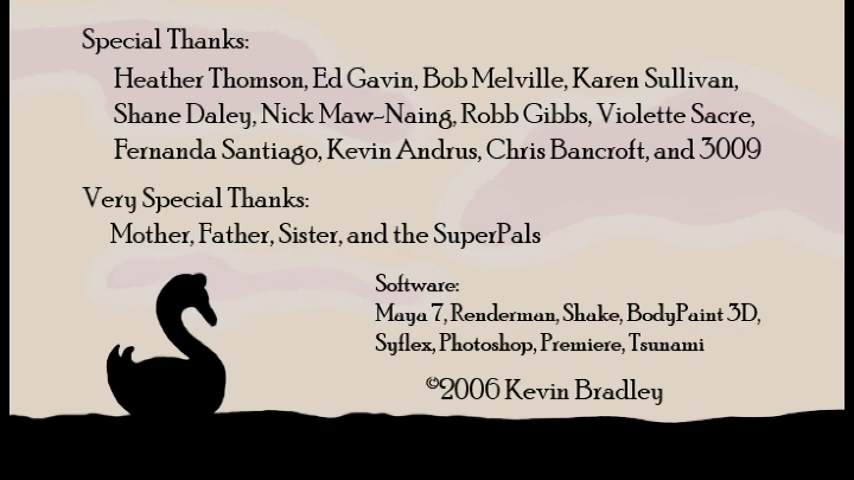 Special Thanks:
Heather Thomson, Ed Gavin, Bob Melville, Karen Sullivan,
Shane Daley, Nick Maw-Naing, Robb Gibbs, Violette Sacre,
Fernanda Santiago, Kevin Andrus, Chris Bancroft, and 3009
Very Special Thanks:
Mother, Father, Sister, and the SuperPals
Software:
Maya 7, Renderman, Shake, BodyPaint 3D,
Syflex, Photoshop, Premiere, Tsunami
©2006 Kevin Bradley